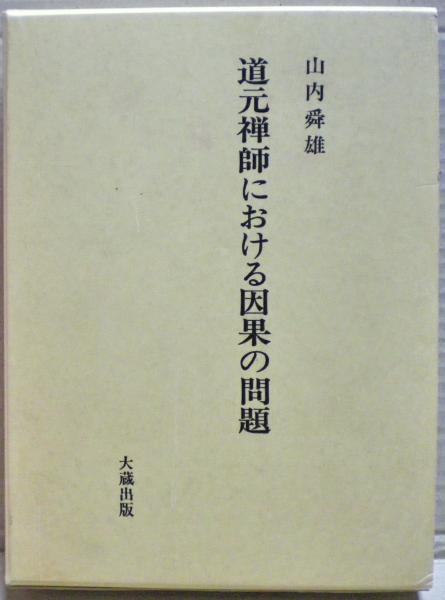 山内舜雄
道元禅師における因果の問題
大蔵出版